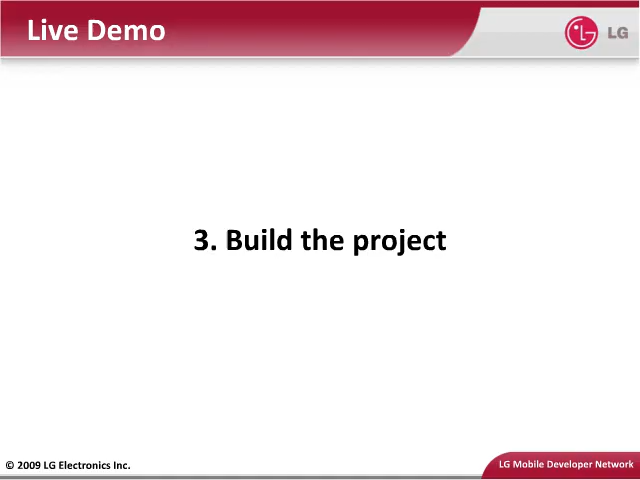 Live Demo
LG
3. Build the project
© 2009 LG Electronics Inc.
LG Mobile Developer Network